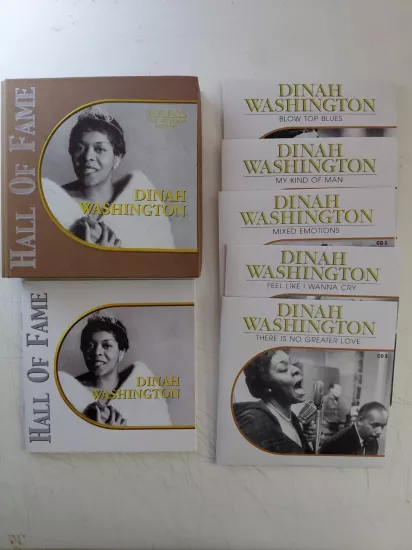 HALL OF FAME
DINAH
WASHINGTON
HALL OF FAME
DINAH
WASHINGTON
DINAH
WASHINGTON
BLOW TOP BLUES
DINAH
WASHINGTON
MY KIND OF MAN
DINAH
WASHINGTON
MIXED EMOTIONS
CD 3
DINAH
WASHINGTON
FEEL LIKE I WANNA CRY
DINAH
WASHINGTON
THERE IS NO GREATER LOVE
CD 5